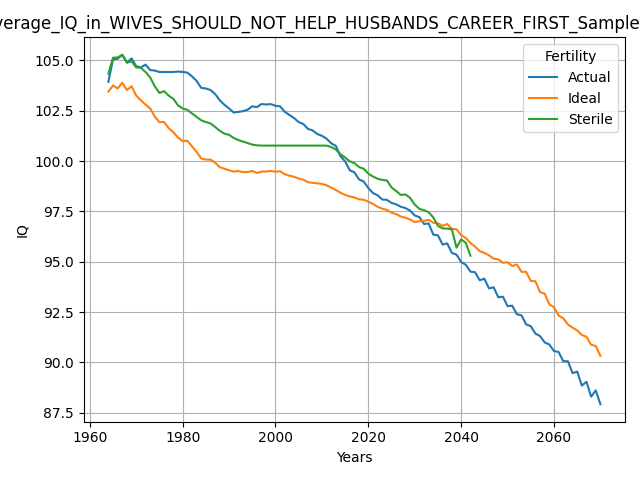 verage_IQ_in_WIVES_SHOULD_NOT_HELP_HUSBANDS_CAREER_FIRST_Sample
105.0
102.5
100.0
97.5
95.0
92.5
90.0
87.5
IQ
Fertility
Actual
Ideal
Sterile
1960
1980
2000
2020
2040
2060
Years